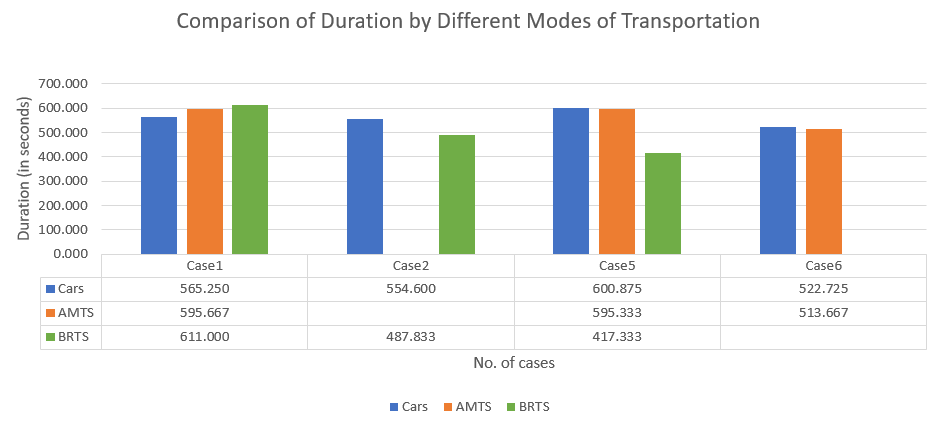 Comparison of Duration by Different Modes of Transportation
Duration (in seconds)
700.000
600.000
500.000
400.000
300.000
200.000
100.000
0.000
Case1 Case2 Case5 Case6
Cars 565.250 554.600 600.875 522.725
AMTS 595.667 595.333 513.667
BRTS 611.000 487.833 417.333
No. of cases
Cars AMTS BRTS